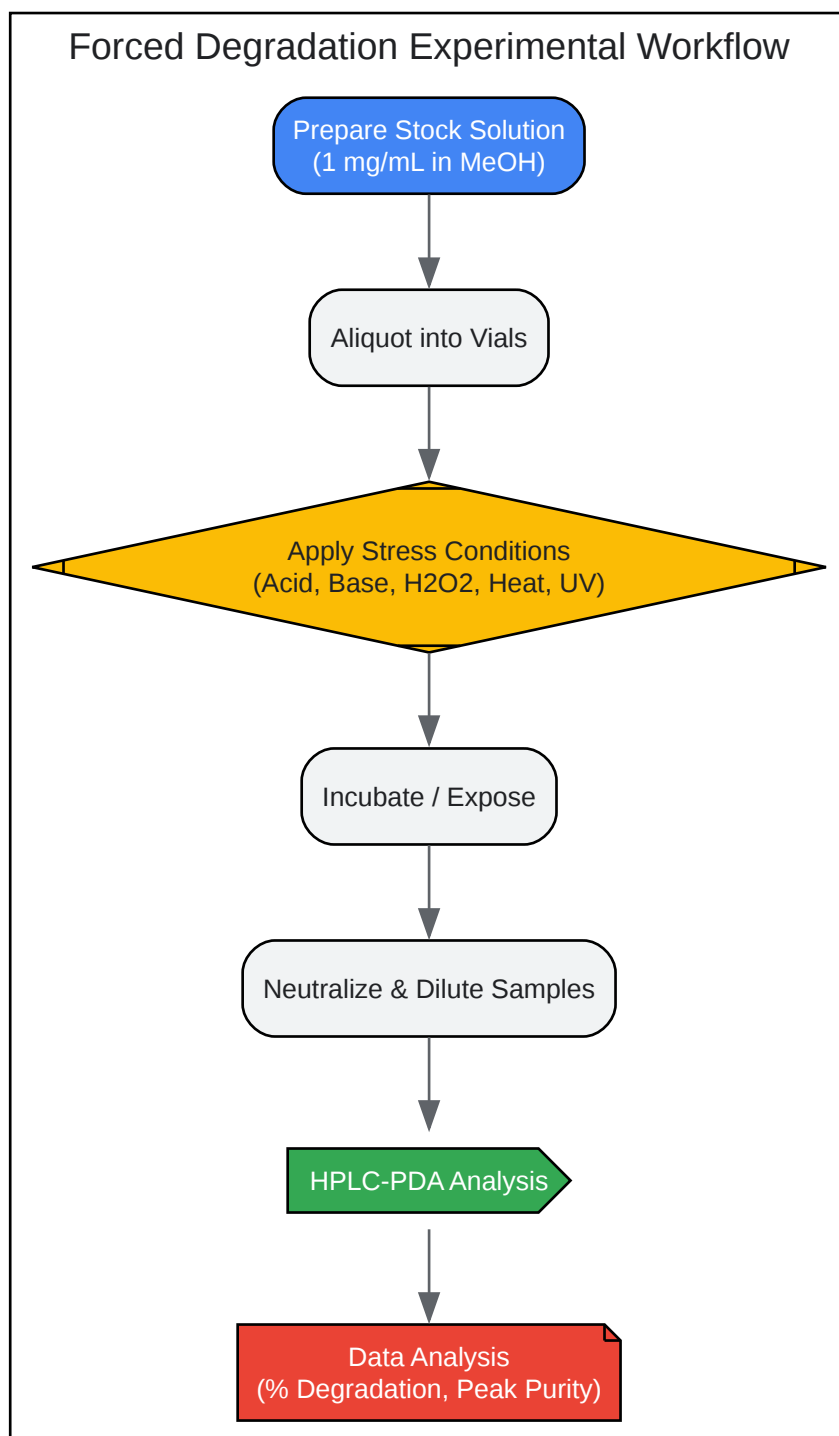 Forced Degradation Experimental Workflow
Prepare Stock Solution
(1 mg/mL in MeOH)
Aliquot into Vials
Apply Stress Conditions
(Acid, Base, H2O2, Heat, UV)
Incubate / Expose
Neutralize & Dilute Samples
HPLC-PDA Analysis
Data Analysis
(% Degradation, Peak Purity)